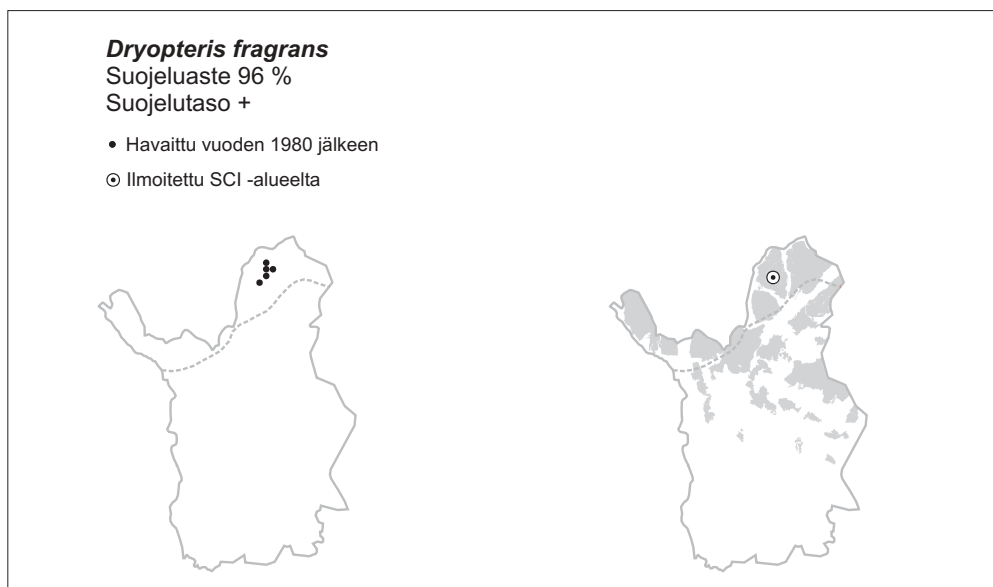 Dryopteris fragrans
Suojeluaste 96 %
Suojelutaso +
Havaittu vuoden 1980 jälkeen
Ilmoitettu SCI -alueelta